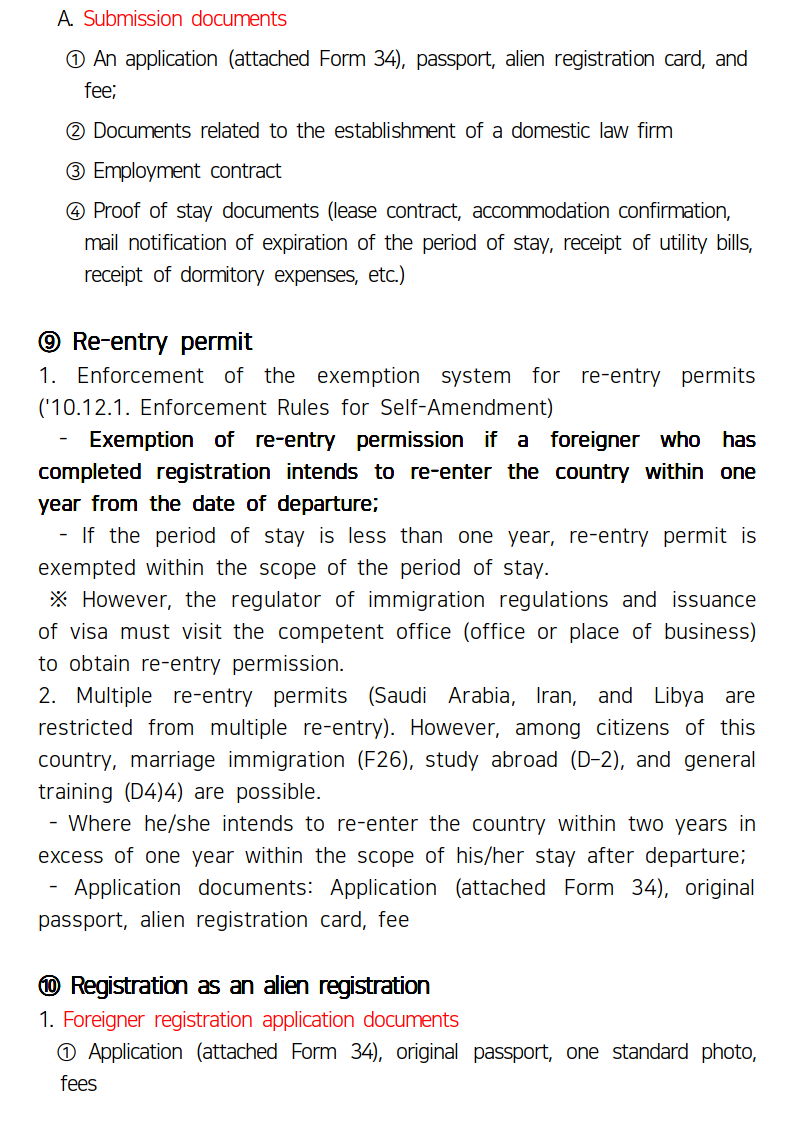 A. Submission documents
① An application (attached Form 34), passport, alien registration card, and
fee;
② Documents related to the establishment of a domestic law firm
③ Employment contract
④ Proof of stay documents (lease contract, accommodation confirmation,
mail notification of expiration of the period of stay, receipt of utility bills,
receipt of dormitory expenses, etc.)
⑨ Re-entry permit
1. Enforcement of the exemption system for re-entry permits
('10.12.1. Enforcement Rules for Self-Amendment)
- Exemption of re-entry permission if a foreigner who has
completed registration intends to re-enter the country within one
year from the date of departure;
- If the period of stay is less than one year, re-entry permit is
exempted within the scope of the period of stay.
※ However, the regulator of immigration regulations and issuance
of visa must visit the competent office (office or place of business)
to obtain re-entry permission.
2. Multiple re-entry permits (Saudi Arabia, Iran, and Libya are
restricted from multiple re-entry). However, among citizens of this
country, marriage immigration (F26), study abroad (D-2), and general
training (D4)4) are possible.
- Where he/she intends to re-enter the country within two years in
excess of one year within the scope of his/her stay after departure;
- Application documents: Application (attached Form 34), original
passport, alien registration card, fee
⑩ Registration as an alien registration
1. Foreigner registration application documents
① Application (attached Form 34), original passport, one standard photo,
fees